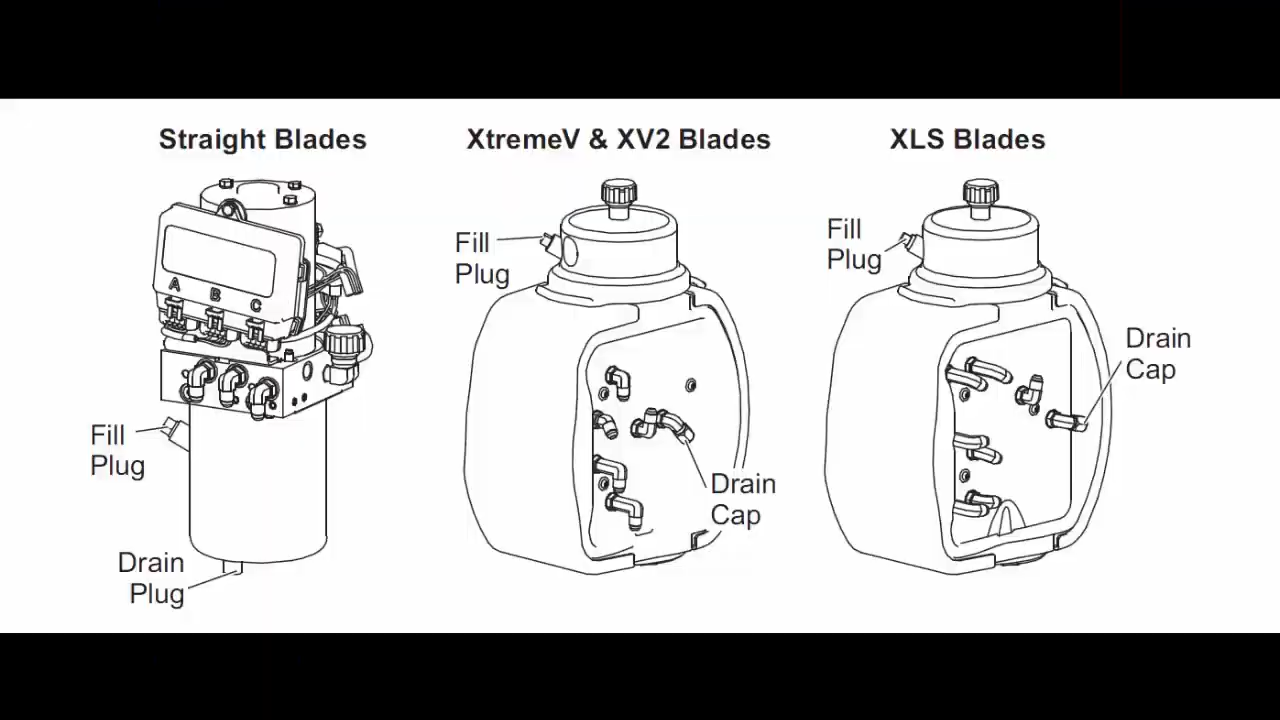 Straight Blades
A
B
C
Fill
Plug
Drain
Plug
XtremeV & XV2 Blades
Fill
Plug
Drain
Cap
XLS Blades
Fill
Plug
Drain
Cap